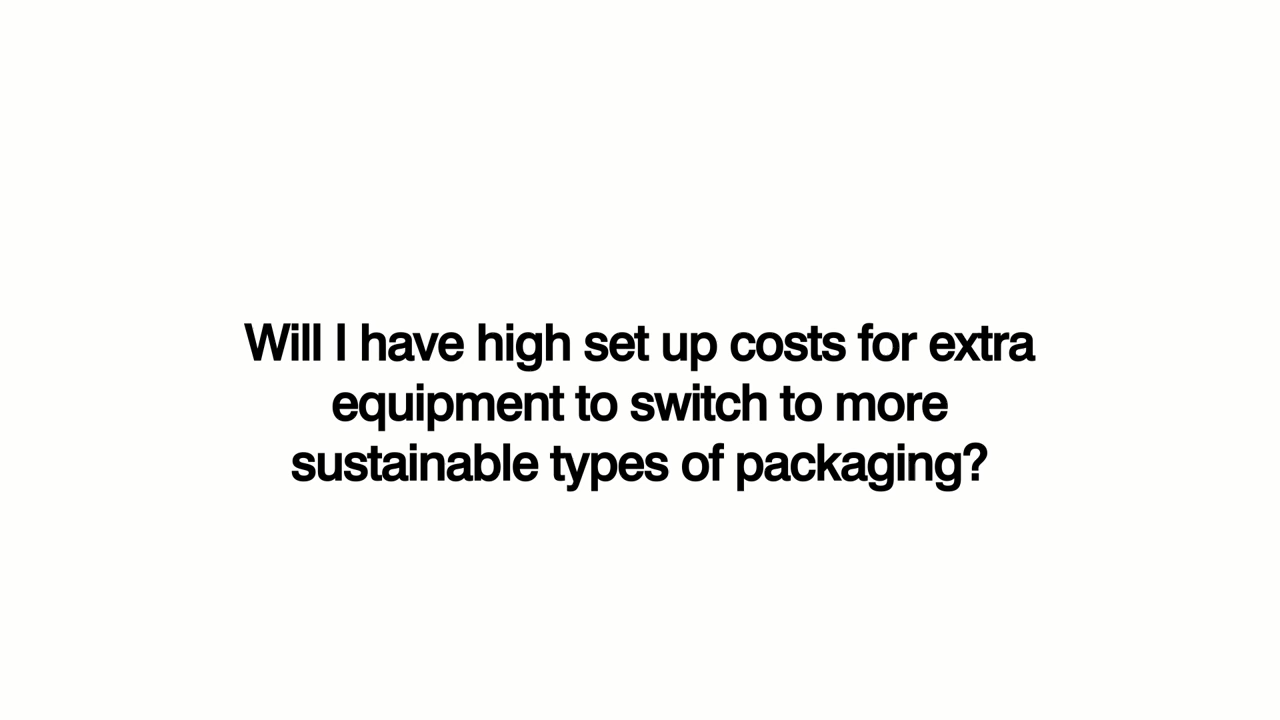 Will I have high set up costs for extra
equipment to switch to more
sustainable types of packaging?